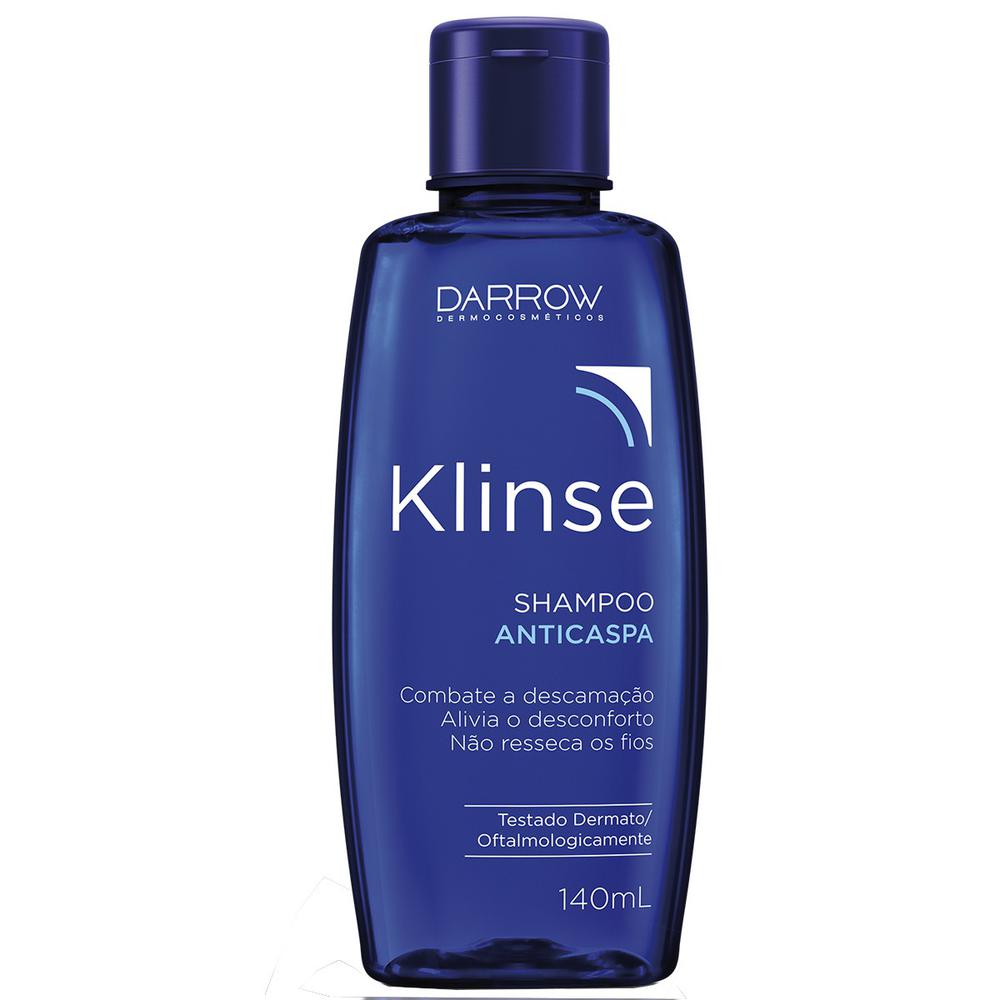 DARROW
DERMOCOSMÉTICOS
Klinse
SHAMPOO
ANTICASPA
Combate a descamação
Alivia o desconforto
Não resseca os fios
Testado Dermato/
Oftalmologicamente
140mL